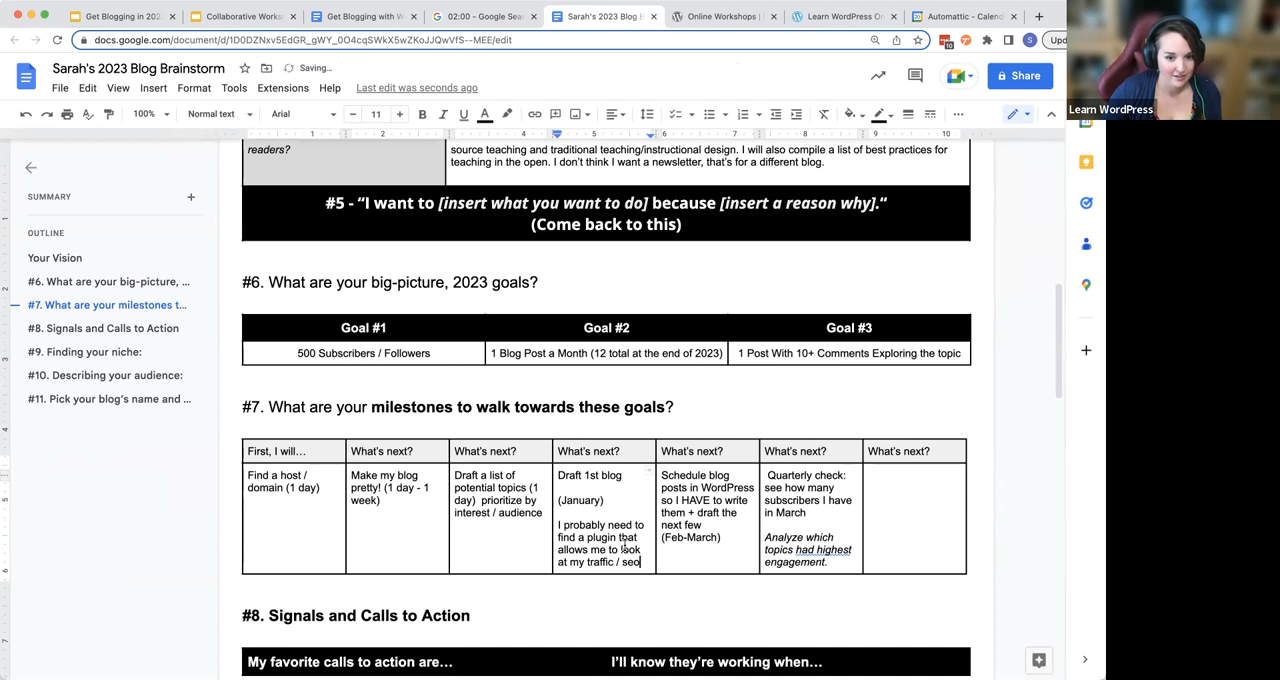 Get Blogging in 202
Collaborative Works
Get Blogging with W
02:00 - Google Sea
Sarah's 2023 Blog B
Online Workshops | L
Learn WordPress On
Automattic - Calend
docs.google.com/document/d/1D0DZNxv5EdGR_gWY_0O4cqSWkX5wZKoJJQwVfS--MEE/edit
10
S
Upd
Sarah's 2023 Blog Brainstorm
Saving...
File Edit View Insert Format Tools Extensions Help
Last edit was seconds ago
Share
Learn WordPress
100%
Normal text
Arial
11
B I U A
1 2 3 4 5 6 7 8 9 10
SUMMARY
OUTLINE
Your Vision
#6. What are your big-picture, ...
#7. What are your milestones t...
#8. Signals and Calls to Action
#9. Finding your niche:
#10. Describing your audience:
#11. Pick your blog's name and ...
readers?
source teaching and traditional teaching/instructional design. I will also compile a list of best practices for
teaching in the open. I don't think I want a newsletter, that's for a different blog.
#5 - “I want to [insert what you want to do] because [insert a reason why].“
(Come back to this)
#6. What are your big-picture, 2023 goals?
Goal #1
Goal #2
Goal #3
500 Subscribers / Followers
1 Blog Post a Month (12 total at the end of 2023)
1 Post With 10+ Comments Exploring the topic
#7. What are your milestones to walk towards these goals?
First, I will…
What's next?
What's next?
What's next?
What's next?
What's next?
What's next?
Find a host /
domain (1 day)
Make my blog
pretty! (1 day - 1
week)
Draft a list of
potential topics (1
day) prioritize by
interest / audience
Draft 1st blog
(January)
I probably need to
find a plugin that
allows me to look
at my traffic / seo
Schedule blog
posts in WordPress
so I HAVE to write
them + draft the
next few
(Feb-March)
Quarterly check:
see how many
subscribers I have
in March
Analyze which
topics had highest
engagement.
#8. Signals and Calls to Action
My favorite calls to action are…
I'll know they're working when…